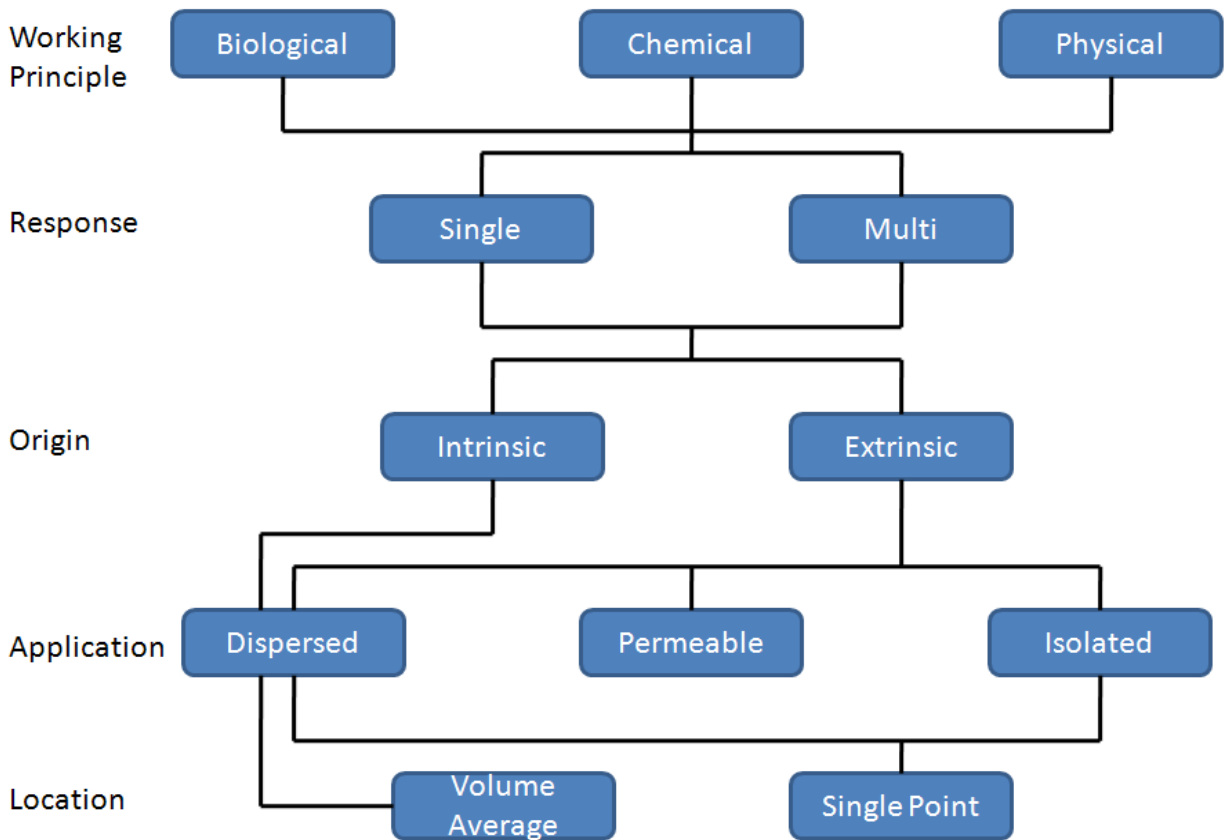 Working
Principle
Biological
Chemical
Physical
Response
Single
Multi
Origin
Intrinsic
Extrinsic
Application
Dispersed
Permeable
Isolated
Location
Volume
Average
Single Point